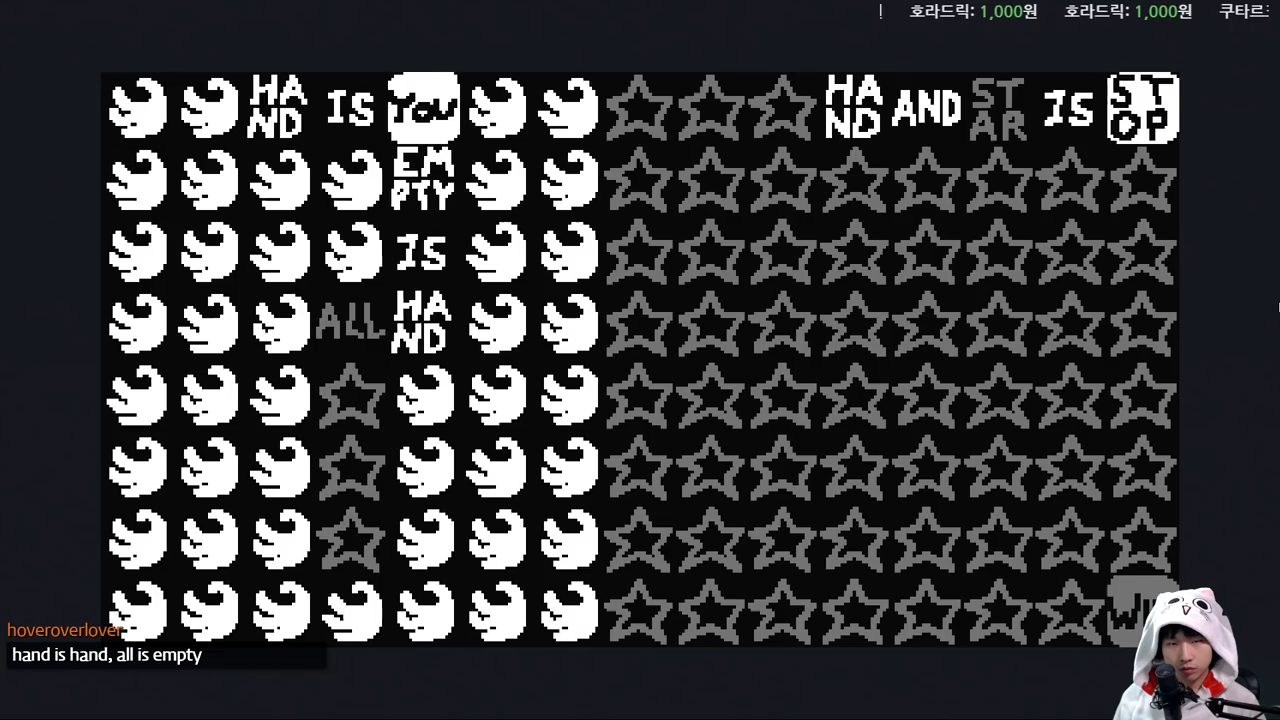 ! 호라드릭: 1,000원 호라드릭: 1,000원 쿠타르크
HAND IS YOU HAND AND STAR IS STOP
EMPTY
IS
ALL HAND
hoveroverlover
hand is hand, all is empty